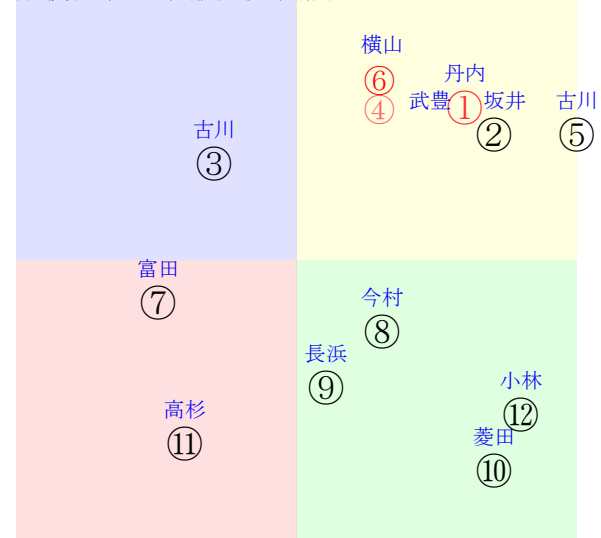 横山
⑥
丹内
④ 武豊 ① 坂井 古川
② ⑤
古川
③
富田
⑦
今村
⑧
長浜
⑨
小林
⑫
高杉
⑪
菱田
⑩